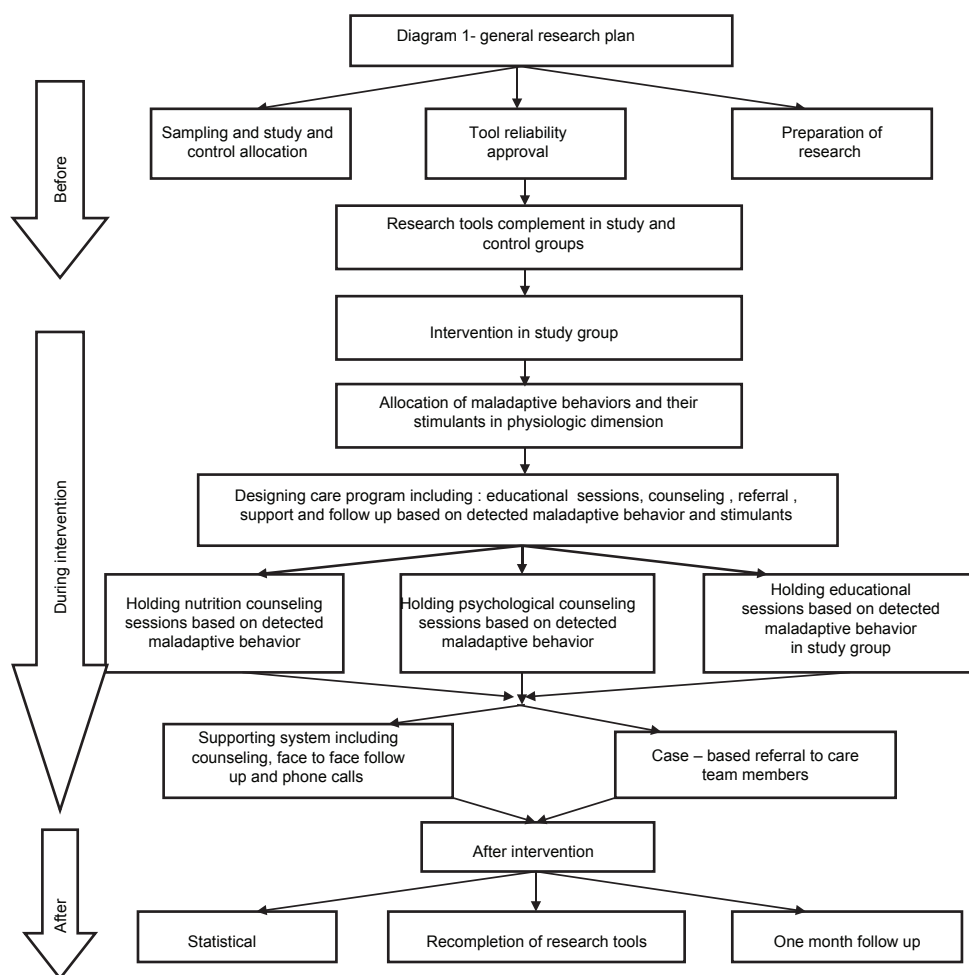 Diagram 1- general research plan
Before
Sampling and study and
control allocation
Tool reliability
approval
Preparation of
research
Research tools complement in study and
control groups
During intervention
Intervention in study group
Allocation of maladaptive behaviors and their
stimulants in physiologic dimension
Designing care program including : educational sessions, counseling , referral ,
support and follow up based on detected maladaptive behavior and stimulants
Holding nutrition counseling
sessions based on detected
maladaptive behavior
Holding psychological counseling
sessions based on detected
maladaptive behavior
Holding educational
sessions based on detected
maladaptive behavior
in study group
Supporting system including
counseling, face to face follow
up and phone calls
Case – based referral to care
team members
After
After intervention
Statistical
Recompletion of research tools
One month follow up